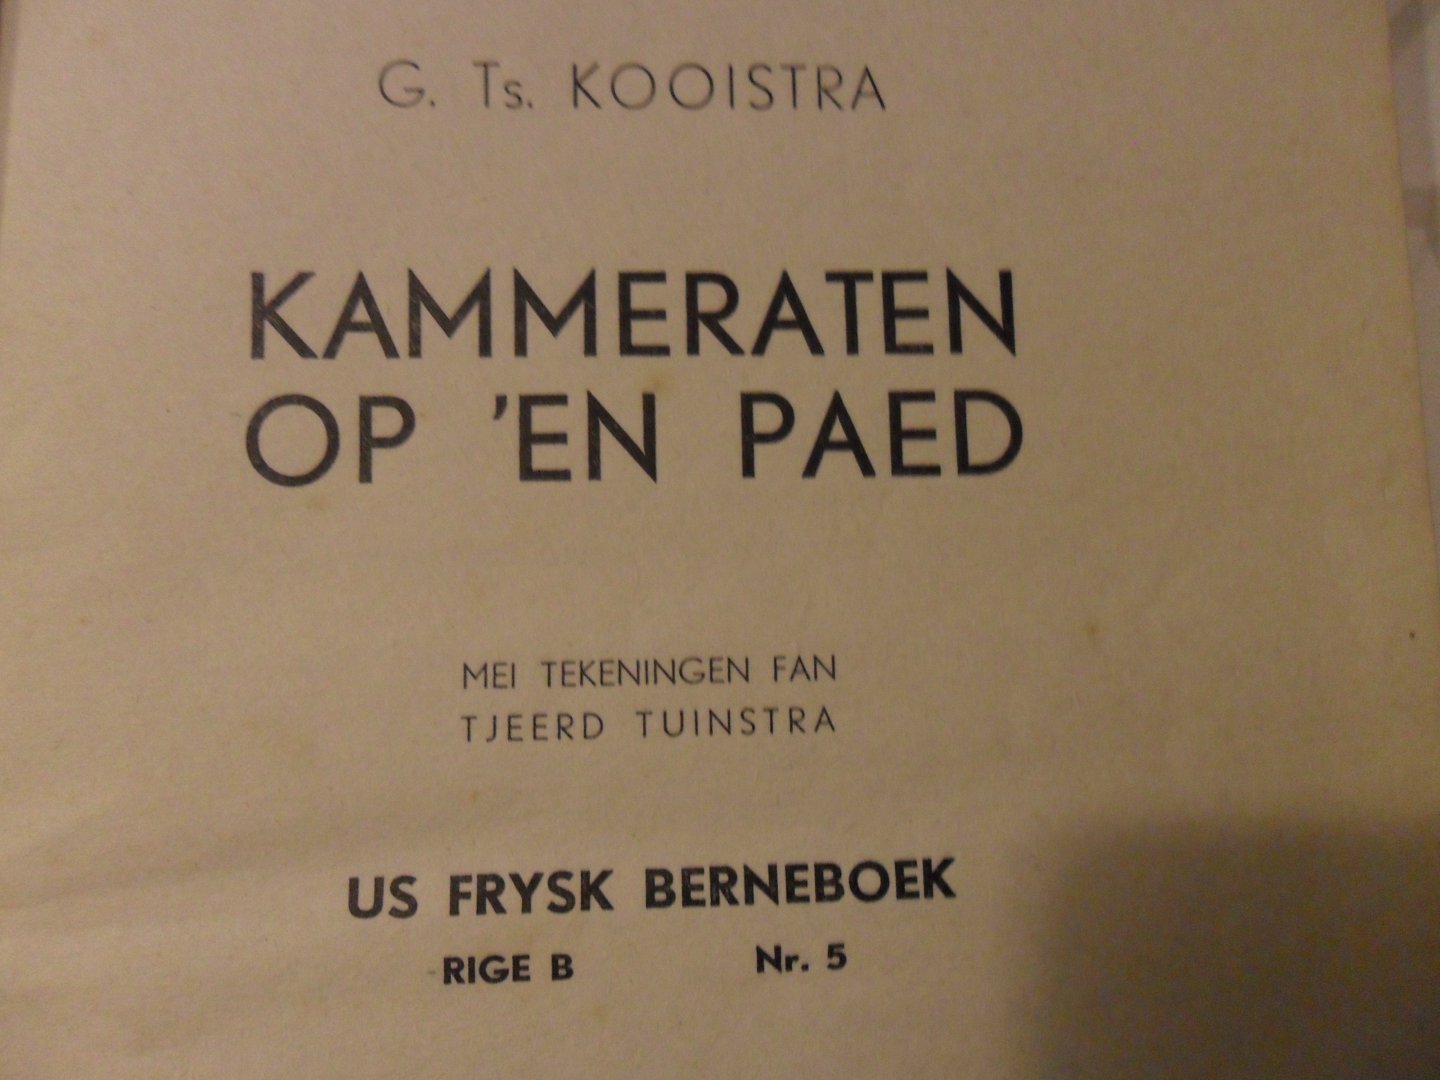 G. Ts. KOOISTRA
KAMMERATEN
OP 'EN PAED
MEI TEKENINGEN FAN
TJEERD TUINSTRA
US FRYSK BERNEBOEK
RIGE B Nr. 5